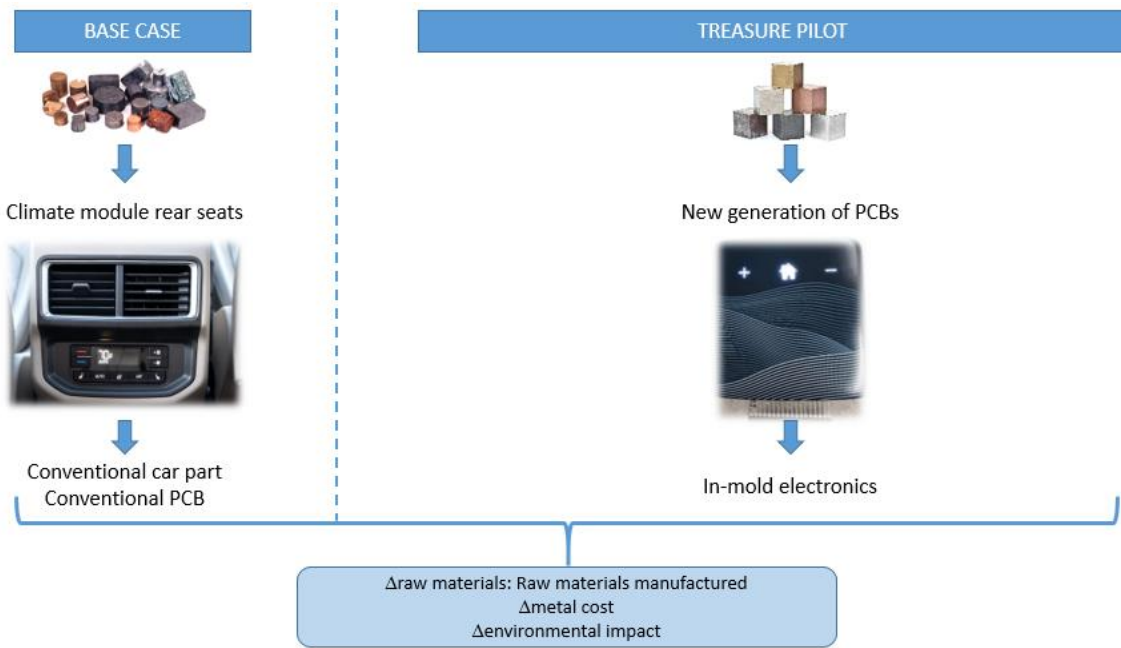 BASE CASE
TREASURE PILOT
Climate module rear seats
New generation of PCBs
+
−
Conventional car part
Conventional PCB
In-mold electronics
Δraw materials: Raw materials manufactured
Δmetal cost
Δenvironmental impact